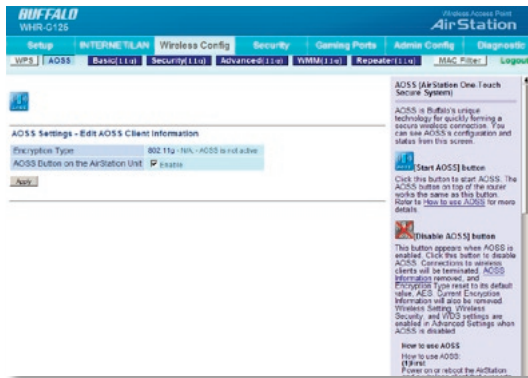 BUFFALO
WHR-G125
Wireless Access Point
AirStation
Setup INTERNET/LAN Wireless Config Security Gaming Ports Admin Config Diagnostic
WPS AOSS Basic(11g) Security(11g) Advanced(11g) WMM(11g) Repeater(11g) MAC Filter Logout
AOSS Settings - Edit AOSS Client Information
Encryption Type 802.11g - N/A - AOSS is not active
AOSS Button on the AirStation Unit Enable
Apply
AOSS (AirStation One-Touch
Secure System)
AOSS is Buffalo's unique
technology for quickly forming a
secure wireless connection. You
can see AOSS's configuration and
status from this screen.
[Start AOSS] button
Click this button to start AOSS. The
AOSS button on top of the router
works the same as this button.
Refer to How to use AOSS for more
details.
[Disable AOSS] button
This button appears when AOSS is
enabled. Click this button to disable
AOSS. Connections to wireless
clients will be terminated, AOSS
Information removed, and
Encryption Type reset to its default
value, AES. Current Encryption
Information will also be removed.
Wireless Setting, Wireless
Security, and WDS settings are
enabled in Advanced Settings when
AOSS is disabled
How to use AOSS
How to use AOSS:
(1)First
Power on or reboot the AirStation